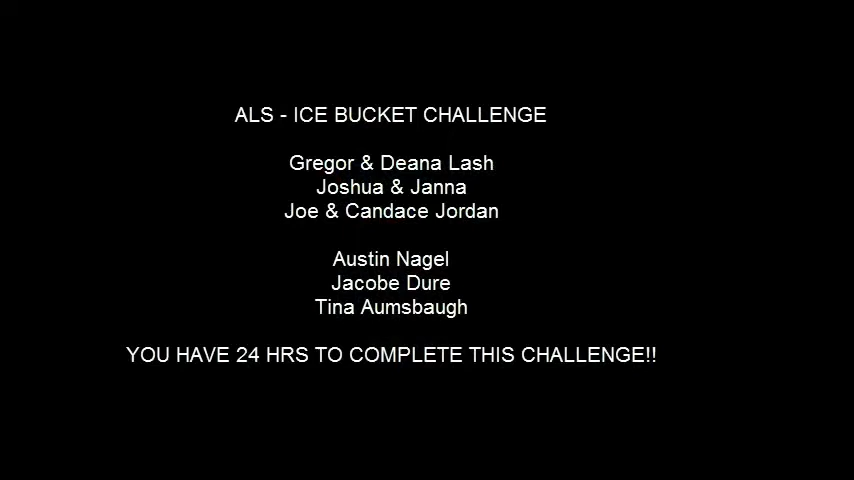 ALS - ICE BUCKET CHALLENGE
Gregor & Deana Lash
Joshua & Janna
Joe & Candace Jordan
Austin Nagel
Jacobe Dure
Tina Aumsbaugh
YOU HAVE 24 HRS TO COMPLETE THIS CHALLENGE!!